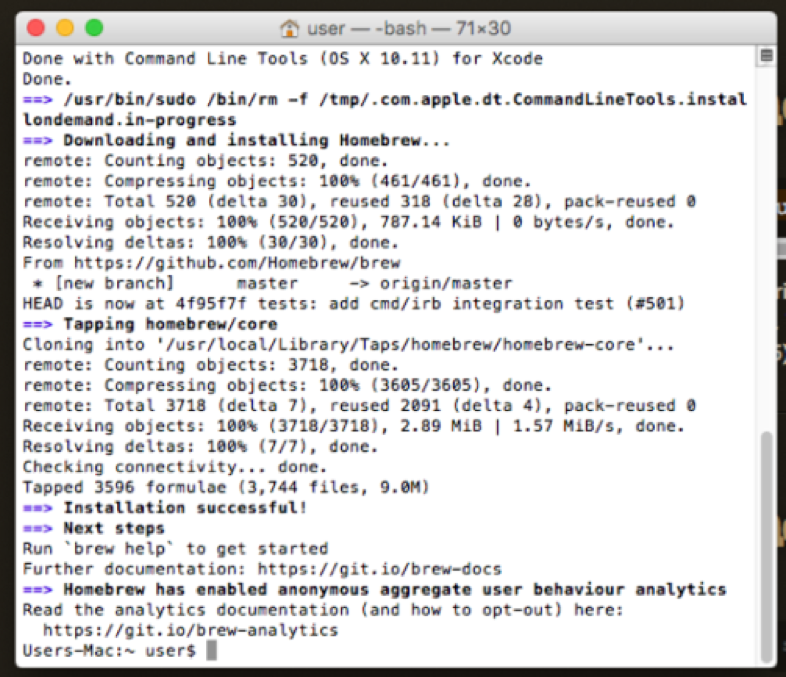 user — -bash — 71×30
Done with Command Line Tools (OS X 10.11) for Xcode
Done.
==> /usr/bin/sudo /bin/rm -f /tmp/.com.apple.dt.CommandLineTools.instal
londemand.in-progress
==> Downloading and installing Homebrew...
remote: Counting objects: 520, done.
remote: Compressing objects: 100% (461/461), done.
remote: Total 520 (delta 30), reused 318 (delta 28), pack-reused 0
Receiving objects: 100% (520/520), 787.14 KiB | 0 bytes/s, done.
Resolving deltas: 100% (30/30), done.
From https://github.com/Homebrew/brew
 * [new branch]      master     -> origin/master
HEAD is now at 4f95f7f tests: add cmd/irb integration test (#501)
==> Tapping homebrew/core
Cloning into '/usr/local/Library/Taps/homebrew/homebrew-core'...
remote: Counting objects: 3718, done.
remote: Compressing objects: 100% (3605/3605), done.
remote: Total 3718 (delta 7), reused 2091 (delta 4), pack-reused 0
Receiving objects: 100% (3718/3718), 2.89 MiB | 1.57 MiB/s, done.
Resolving deltas: 100% (7/7), done.
Checking connectivity... done.
Tapped 3596 formulae (3,744 files, 9.0M)
==> Installation successful!
==> Next steps
Run `brew help` to get started
Further documentation: https://git.io/brew-docs
==> Homebrew has enabled anonymous aggregate user behaviour analytics
Read the analytics documentation (and how to opt-out) here:
  https://git.io/brew-analytics
Users-Mac:~ user$